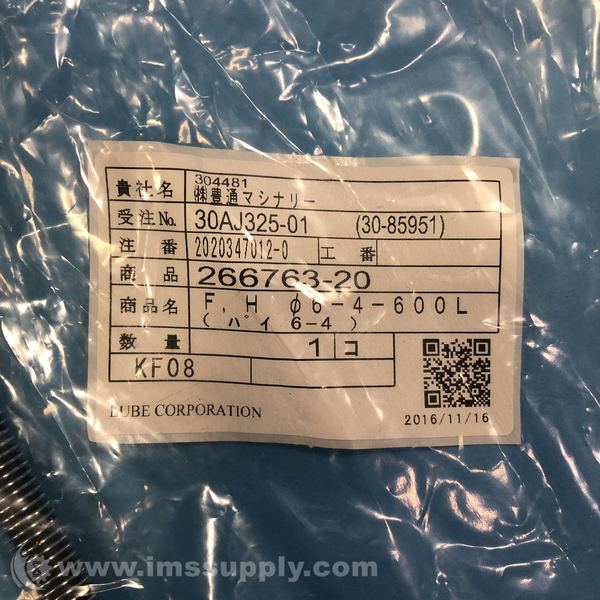 304481
貴社名 ㈱豊通マシナリー
受注No. 30AJ325-01 (30-85951)
注番 2020347012-0 工番
商品 266763-20
商品名 F, H φ6-4-600L
(パイ 6-4)
数量 1コ
KF08
LUBE CORPORATION
2016/11/16
www.imssupply.com